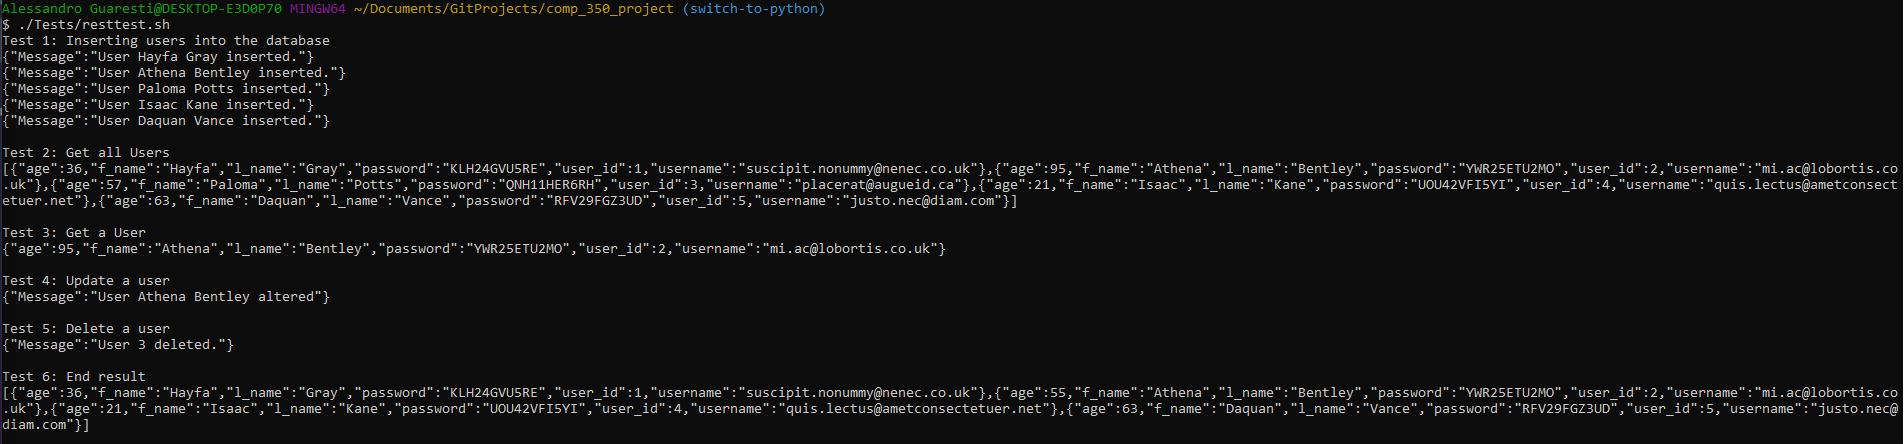 Alessandro Guaresti@DESKTOP-E3D0P70 MINGW64 ~/Documents/GitProjects/comp_350_project (switch-to-python)
$ ./Tests/resttest.sh
Test 1: Inserting users into the database
{"Message":"User Hayfa Gray inserted."}
{"Message":"User Athena Bentley inserted."}
{"Message":"User Paloma Potts inserted."}
{"Message":"User Isaac Kane inserted."}
{"Message":"User Daquan Vance inserted."}

Test 2: Get all Users
[{"age":36,"f_name":"Hayfa","l_name":"Gray","password":"KLH24GVU5RE","user_id":1,"username":"suscipit.nonummy@nenec.co.uk"},{"age":95,"f_name":"Athena","l_name":"Bentley","password":"YWR25ETU2MO","user_id":2,"username":"mi.ac@lobortis.co
.uk"},{"age":57,"f_name":"Paloma","l_name":"Potts","password":"QNH11HER6RH","user_id":3,"username":"placerat@augueid.ca"},{"age":21,"f_name":"Isaac","l_name":"Kane","password":"UOU42VFI5YI","user_id":4,"username":"quis.lectus@ametconsect
etuer.net"},{"age":63,"f_name":"Daquan","l_name":"Vance","password":"RFV29FGZ3UD","user_id":5,"username":"justo.nec@diam.com"}]

Test 3: Get a User
{"age":95,"f_name":"Athena","l_name":"Bentley","password":"YWR25ETU2MO","user_id":2,"username":"mi.ac@lobortis.co.uk"}

Test 4: Update a user
{"Message":"User Athena Bentley altered"}

Test 5: Delete a user
{"Message":"User 3 deleted."}

Test 6: End result
[{"age":36,"f_name":"Hayfa","l_name":"Gray","password":"KLH24GVU5RE","user_id":1,"username":"suscipit.nonummy@nenec.co.uk"},{"age":55,"f_name":"Athena","l_name":"Bentley","password":"YWR25ETU2MO","user_id":2,"username":"mi.ac@lobortis.co
.uk"},{"age":21,"f_name":"Isaac","l_name":"Kane","password":"UOU42VFI5YI","user_id":4,"username":"quis.lectus@ametconsectetuer.net"},{"age":63,"f_name":"Daquan","l_name":"Vance","password":"RFV29FGZ3UD","user_id":5,"username":"justo.nec@
diam.com"}]